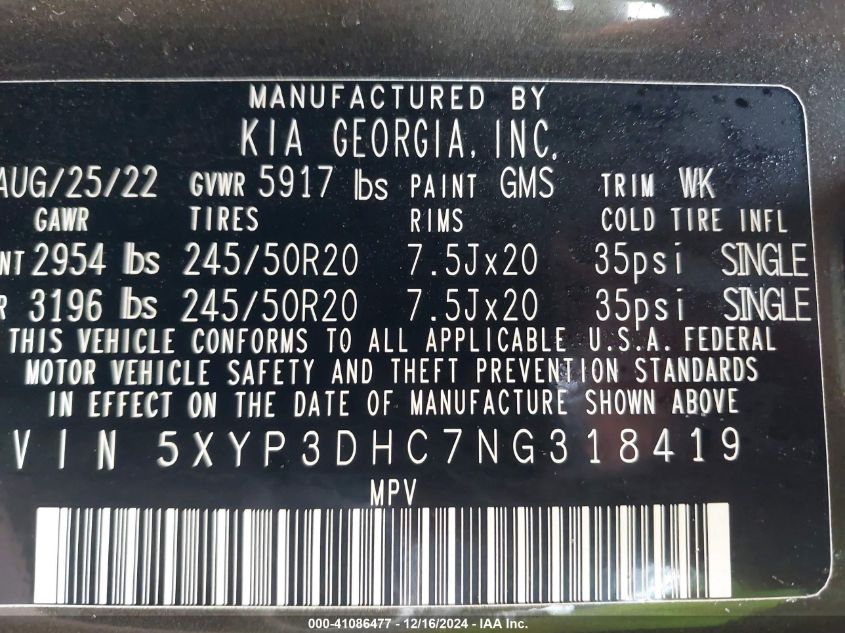 MANUFACTURED BY
KIA GEORGIA, INC.
AUG/25/22 GVWR 5917 lbs PAINT GMS TRIM WK
GAWR TIRES RIMS COLD TIRE INFL
NT 2954 lbs 245/50R20 7.5Jx20 35psi SINGLE
R 3196 lbs 245/50R20 7.5Jx20 35psi SINGLE
THIS VEHICLE CONFORMS TO ALL APPLICABLE U.S.A. FEDERAL
MOTOR VEHICLE SAFETY AND THEFT PREVENTION STANDARDS
IN EFFECT ON THE DATE OF MANUFACTURE SHOWN ABOVE
VIN 5XYP3DHC7NG318419
MPV
000-41086477 - 12/16/2024 - IAA Inc.